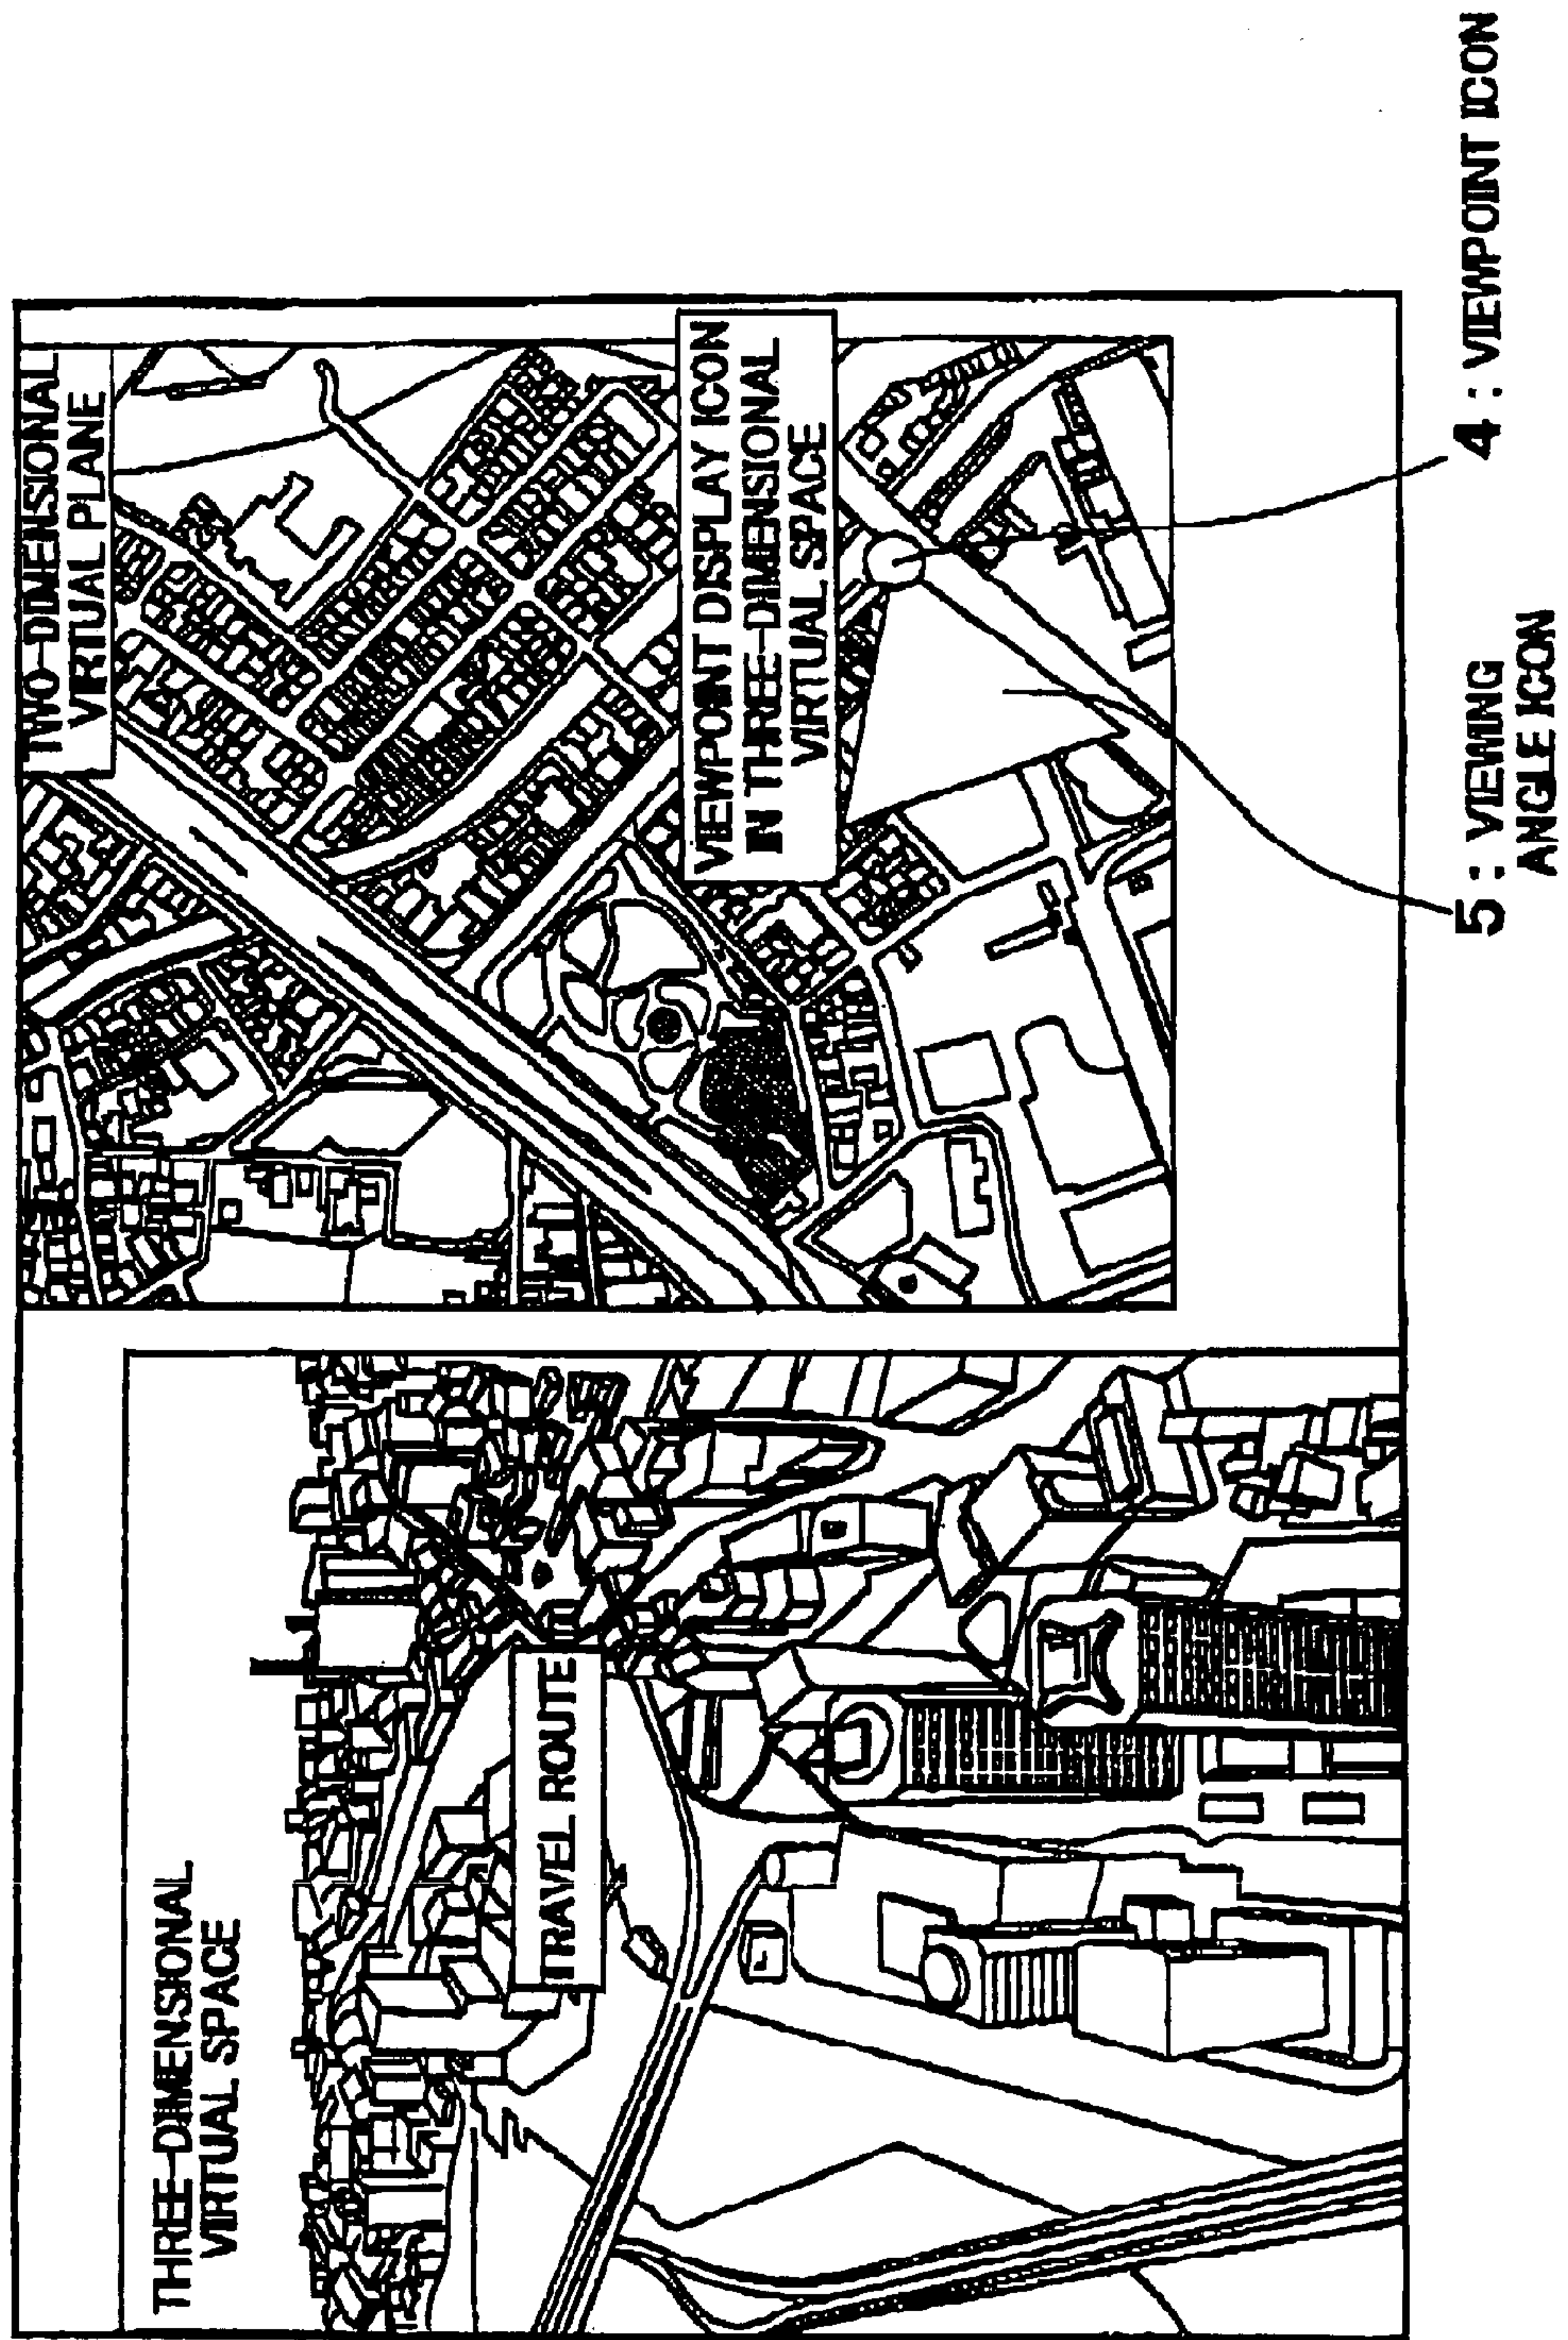 THREE-DIMENSIONAL
VIRTUAL SPACE
TRAVEL ROUTE
TWO-DIMENSIONAL
VIRTUAL PLANE
VIEWPOINT DISPLAY ICON
IN THREE-DIMENSIONAL
VIRTUAL SPACE
5 : VIEWING
ANGLE ICON
4 : VIEWPOINT ICON